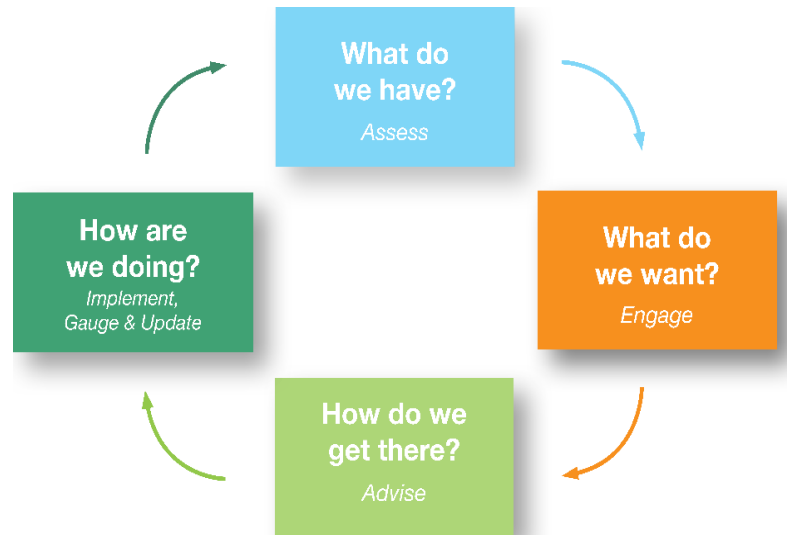 What do
we have?
Assess
What do
we want?
Engage
How do we
get there?
Advise
How are
we doing?
Implement,
Gauge & Update